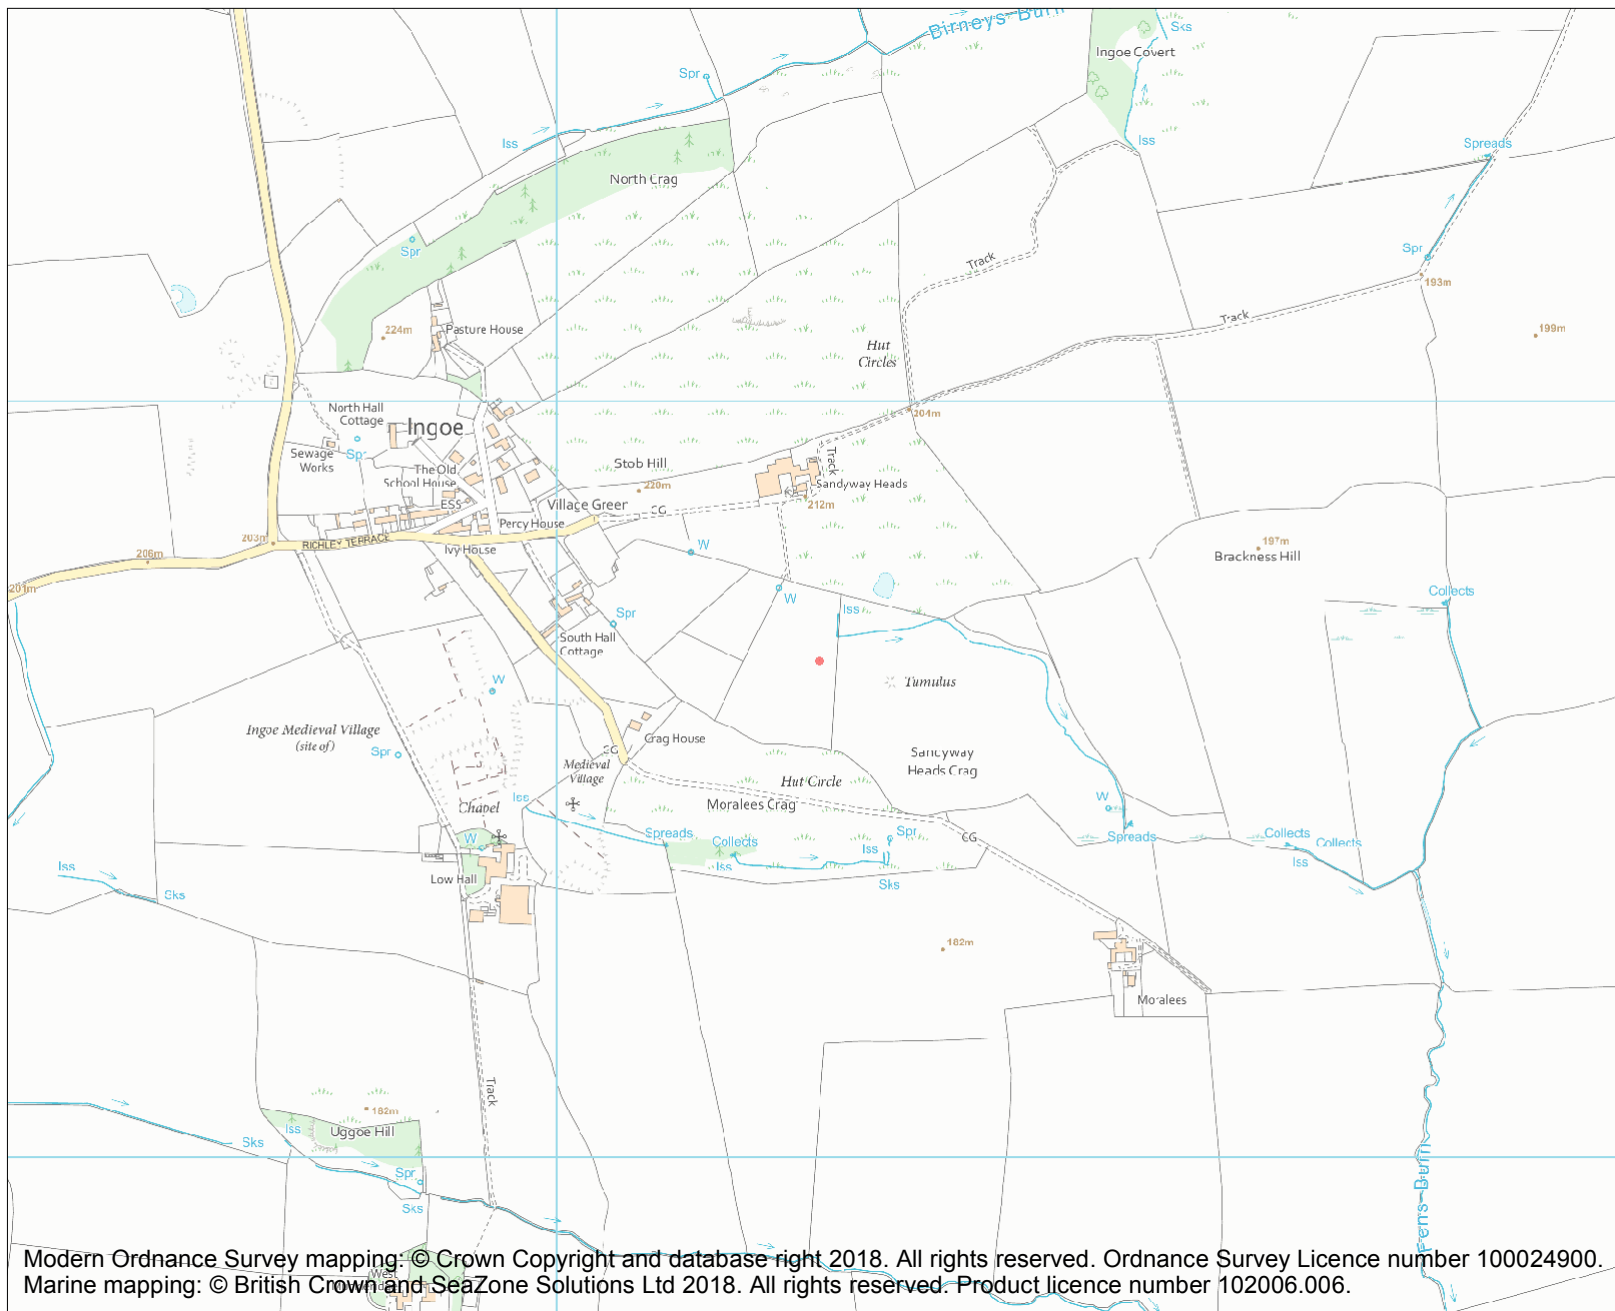 Birneys Burn
Sks
Ingoe Covert
Spr
Iss
Iss
Spreads
North Crag
Spr
Spr
Track
193m
Track
199m
224m
Pasture House
Hut
Circles
204m
North Hall
Cottage
Ingoe
Spr
Sewage
Works
The Old
School House
ESS
Stob Hill
220m
Track
Sandyway Heads
212m
Village Green
CG
Percy House
203m
RICHLEY TERRACE
Ivy House
206m
201m
W
197m
Brackness Hill
W
Iss
Collects
Spr
South Hall
Cottage
W
Tumulus
Ingoe Medieval Village
(site of)
Spr
CG
Crag House
Medieval
Village
Sandyway
Heads Crag
Hut Circle
Moralees Crag
Chapel
Iss
W
Spreads
Collects
Iss
Spr
Iss
Sks
CG
W
Spreads
Collects
Collects
Iss
Low Hall
Iss
Sks
182m
Moralees
Track
182m
Uggoe Hill
Iss
Sks
Spr
Sks
Fens Burn
West
Modern Ordnance Survey mapping: © Crown Copyright and database right 2018. All rights reserved. Ordnance Survey Licence number 100024900.
Marine mapping: © British Crown and SeaZone Solutions Ltd 2018. All rights reserved. Product licence number 102006.006.